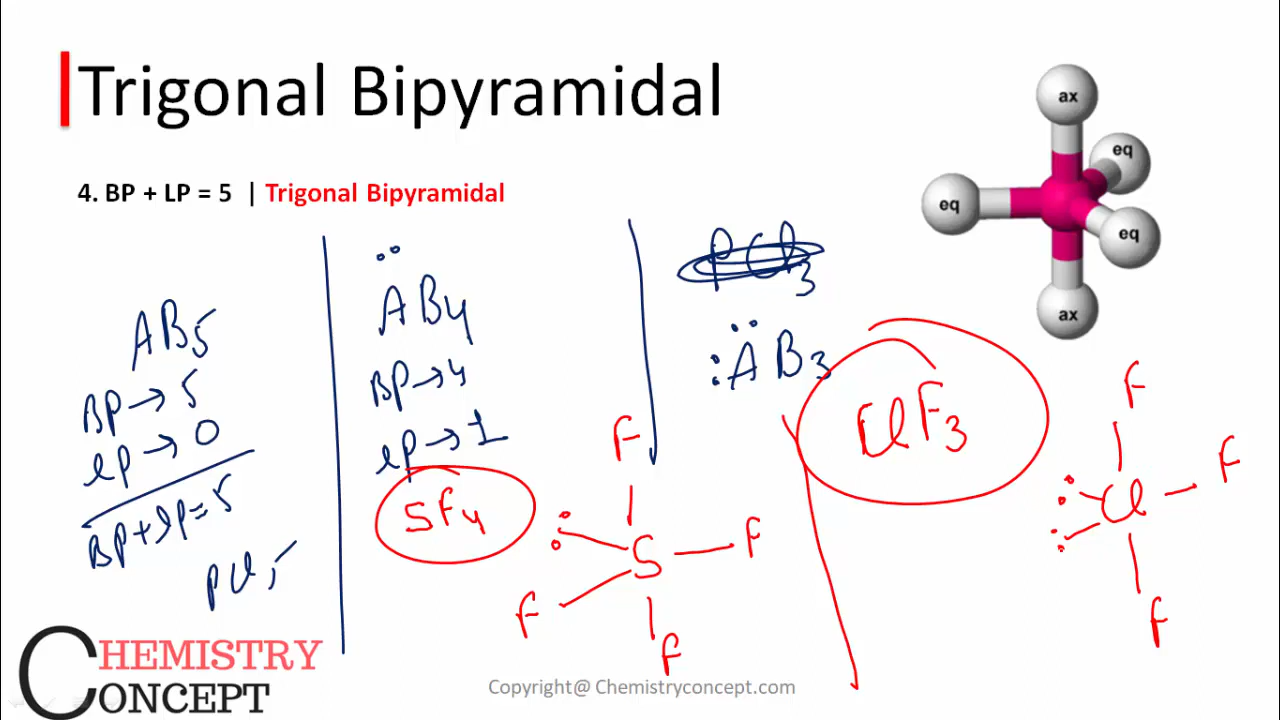 Trigonal Bipyramidal
4. BP + LP = 5 | Trigonal Bipyramidal
AB5
BP → 5
lp → 0
BP+lp=5
PCl5
AB4
BP → 4
lp → 1
SF4
F
S
F
F
F
PCl3
:AB3
ClF3
F
Cl
F
F
ax
eq
eq
eq
ax
CHEMISTRY
CONCEPT
Copyright@ Chemistryconcept.com